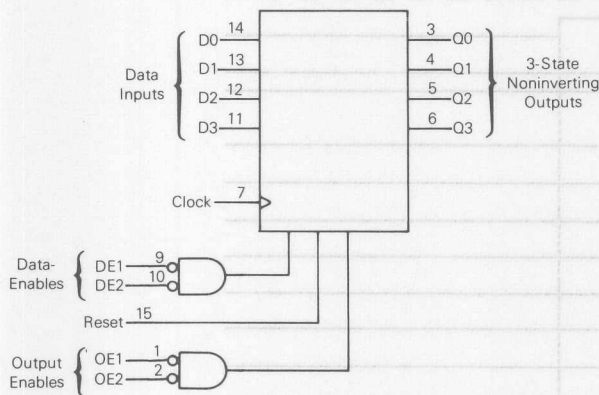 14
D0
13
D1
12
D2
11
D3
Data
Inputs
3
Q0
4
Q1
5
Q2
6
Q3
3-State
Noninverting
Outputs
7
Clock
Data-
Enables
9
DE1
10
DE2
15
Reset
Output
Enables
1
OE1
2
OE2